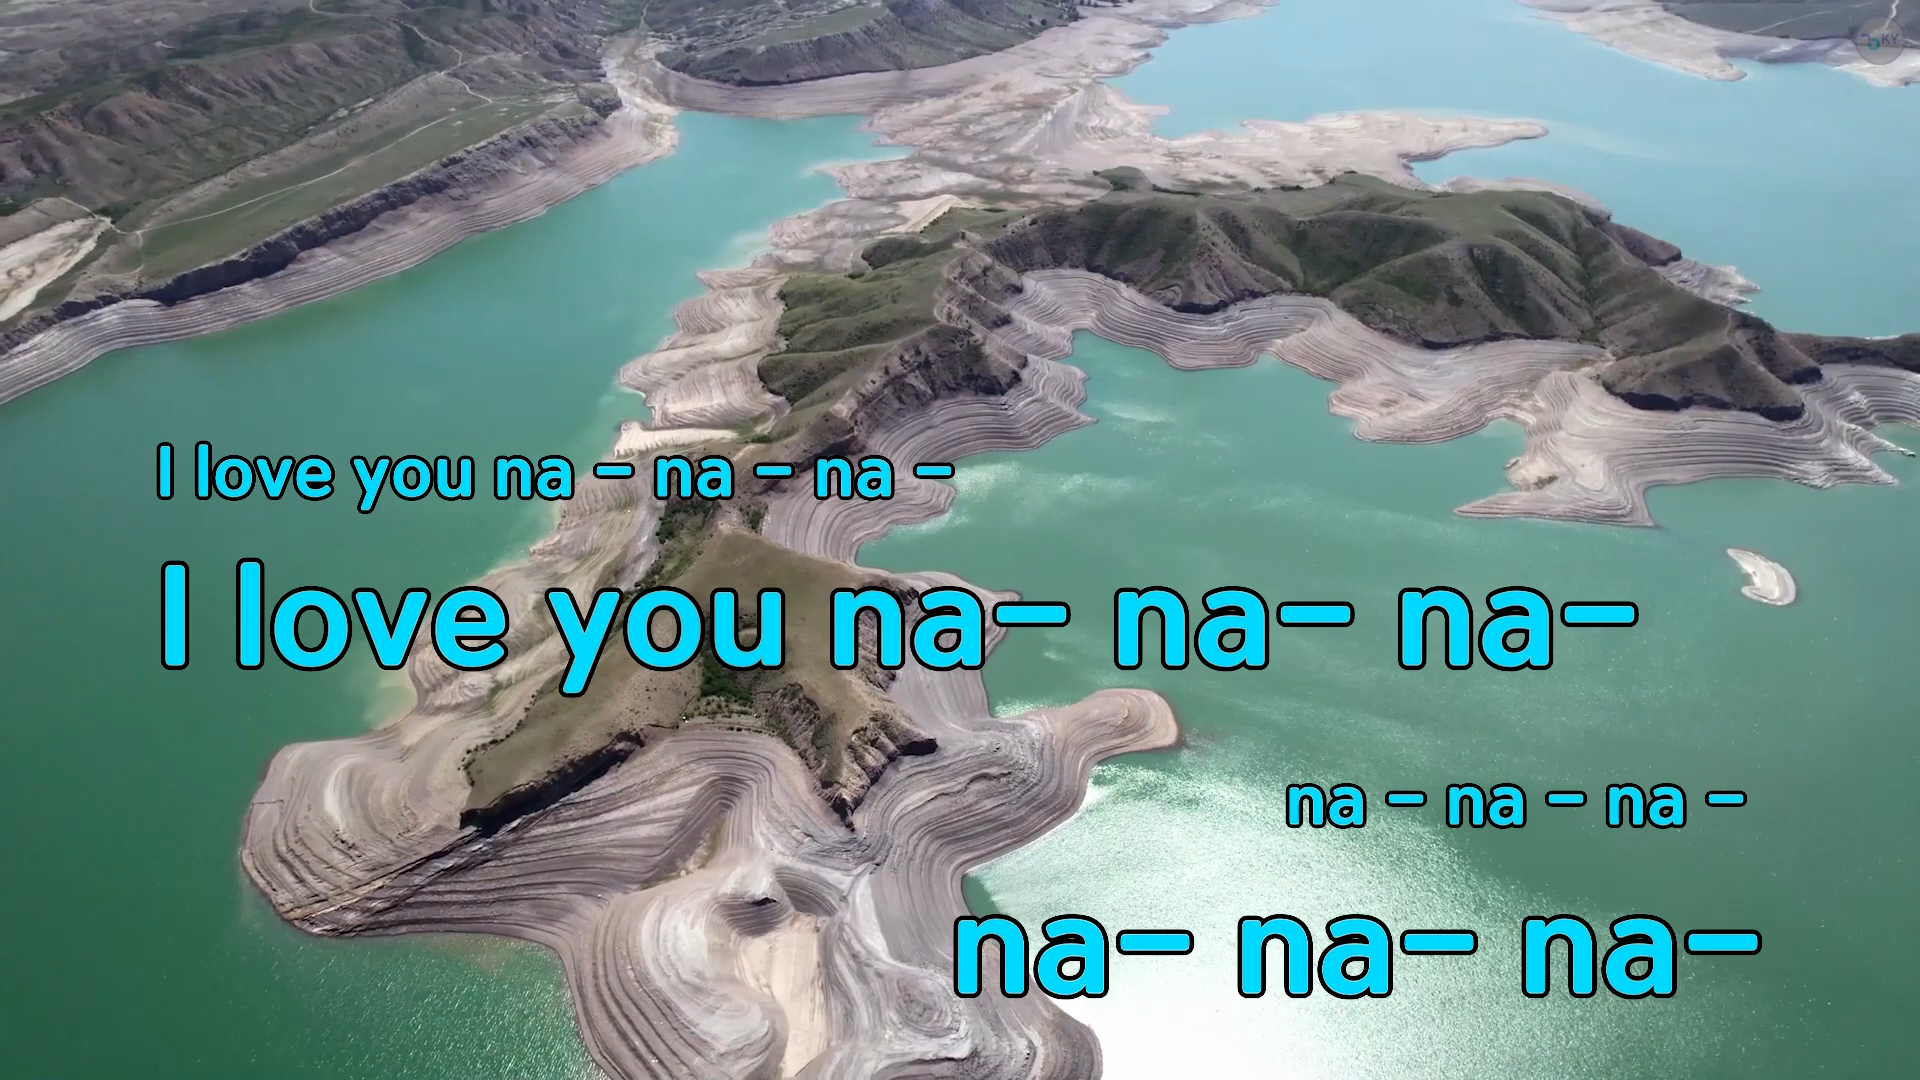 I love you na – na – na –
I love you na– na– na–
na – na – na –
na– na– na–